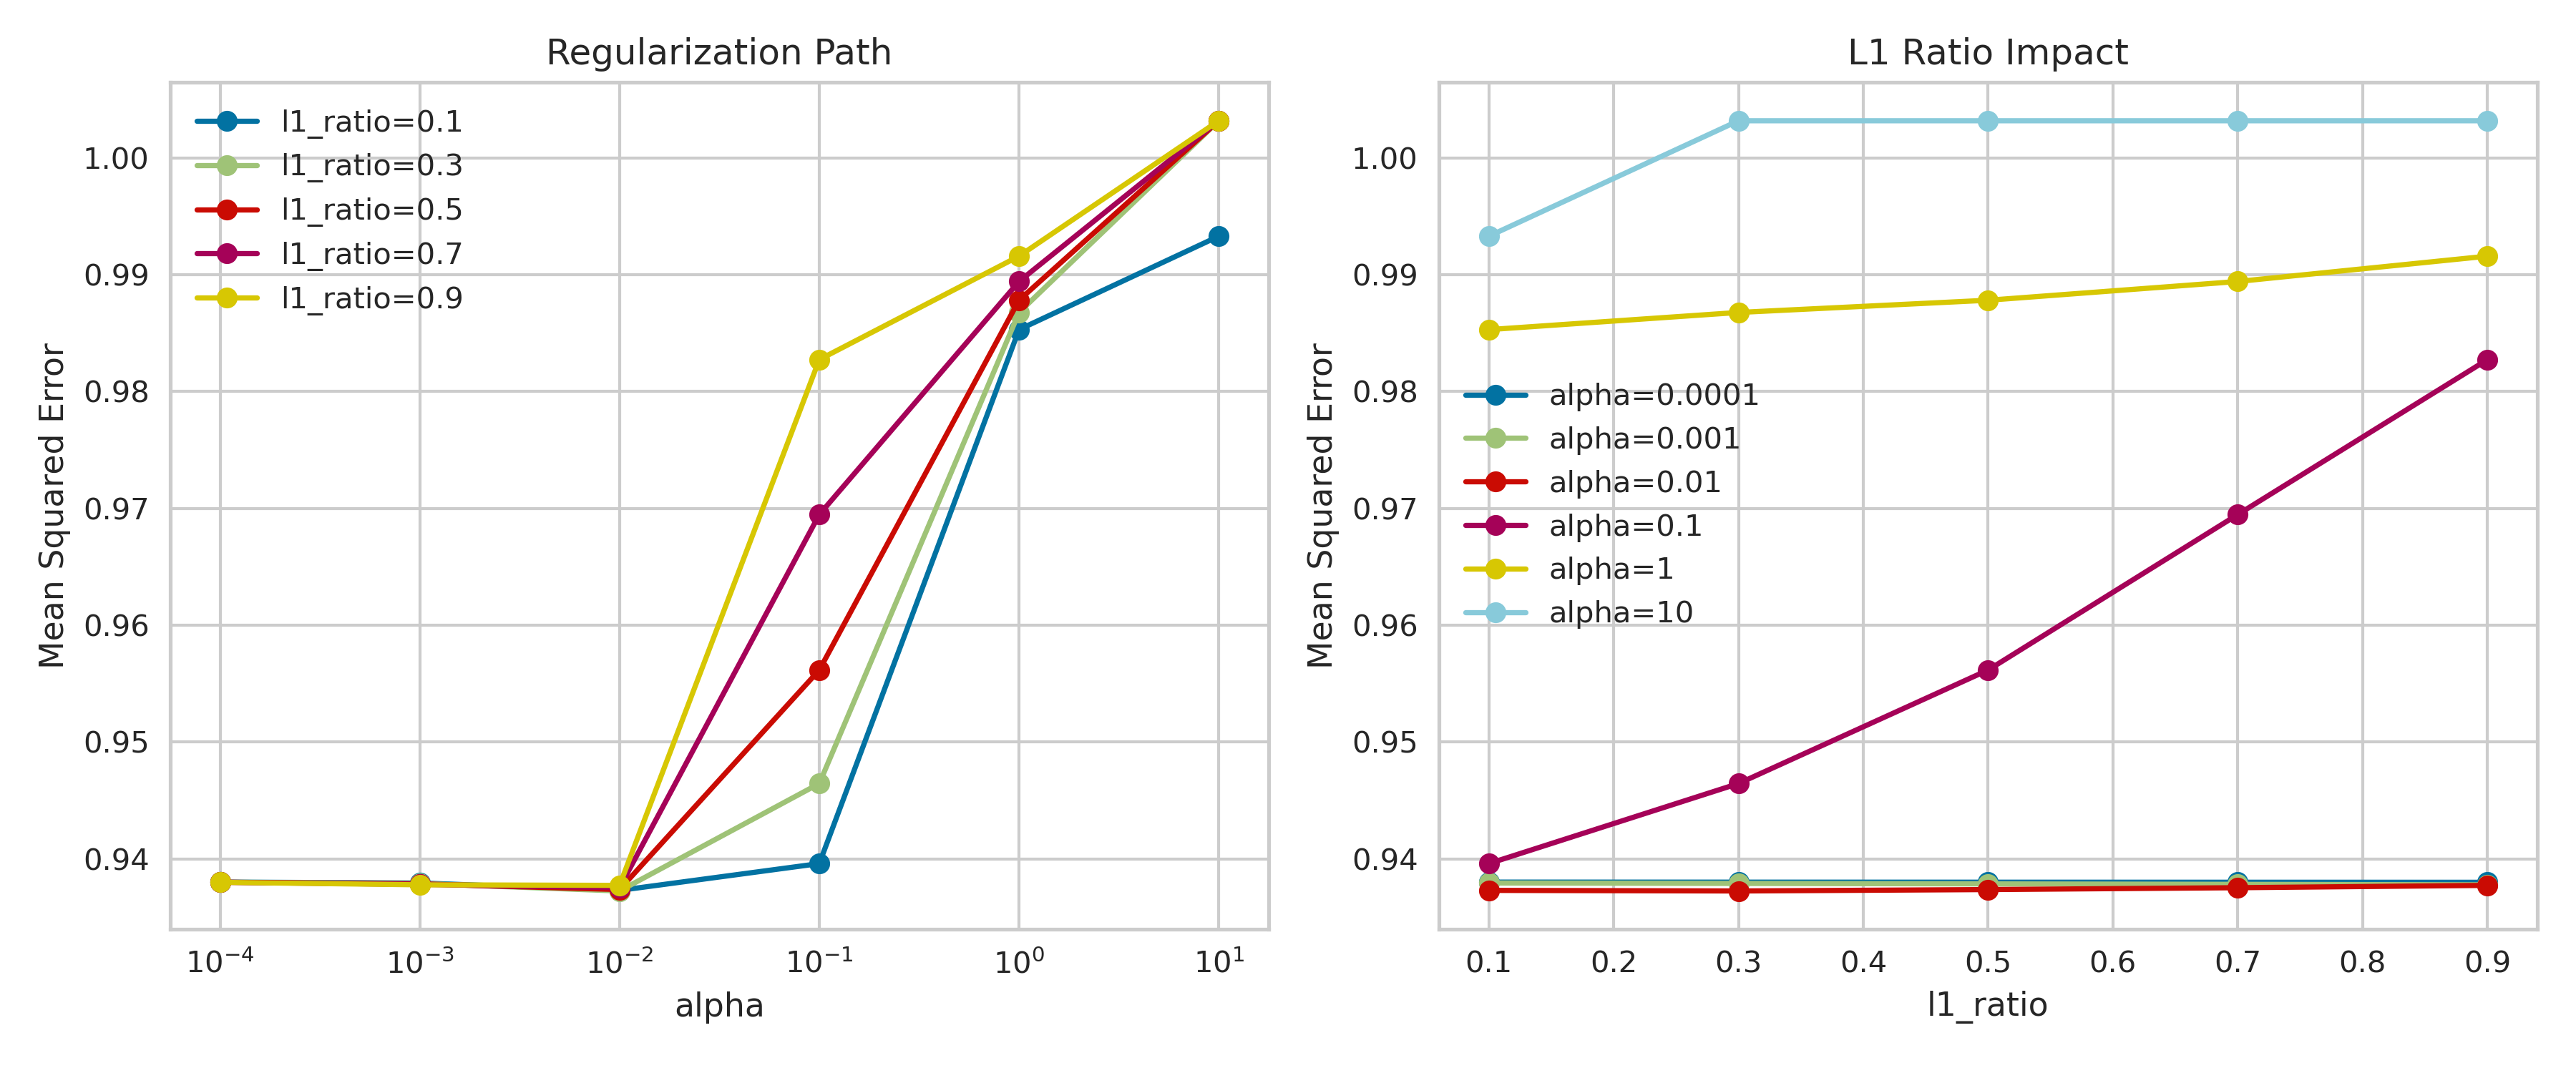 Regularization Path
l1_ratio=0.1
l1_ratio=0.3
l1_ratio=0.5
l1_ratio=0.7
l1_ratio=0.9
1.00
0.99
0.98
0.97
0.96
0.95
0.94
Mean Squared Error
10⁻⁴ 10⁻³ 10⁻² 10⁻¹ 10⁰ 10¹
alpha
L1 Ratio Impact
1.00
0.99
0.98
0.97
0.96
0.95
0.94
Mean Squared Error
alpha=0.0001
alpha=0.001
alpha=0.01
alpha=0.1
alpha=1
alpha=10
0.1 0.2 0.3 0.4 0.5 0.6 0.7 0.8 0.9
l1_ratio